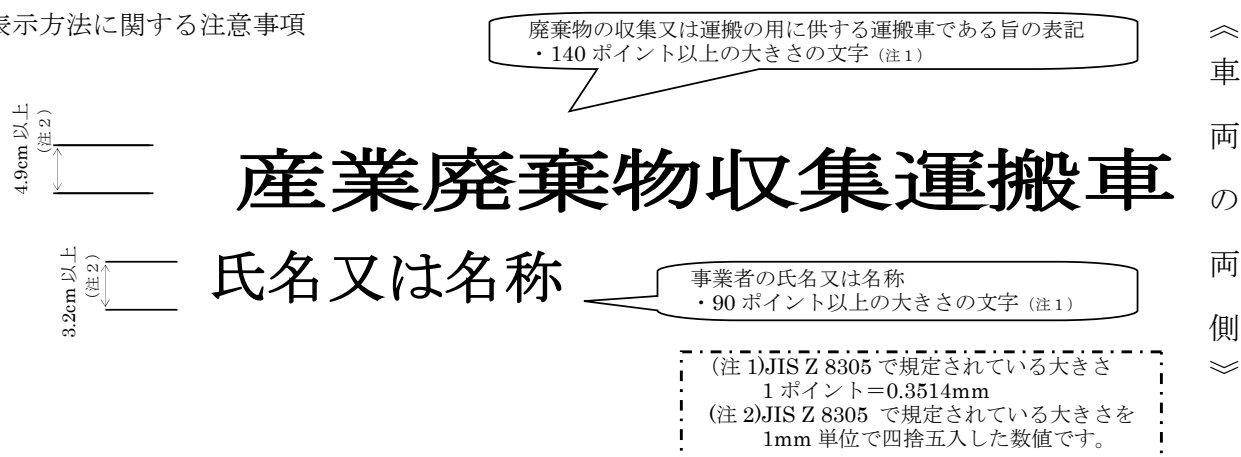 表示方法に関する注意事項
廃棄物の収集又は運搬の用に供する運搬車である旨の表記
・140 ポイント以上の大きさの文字（注１）
4.9cm 以上
（注２）
産業廃棄物収集運搬車
3.2cm 以上
（注２）
氏名又は名称
事業者の氏名又は名称
・90 ポイント以上の大きさの文字（注１）
(注 1)JIS Z 8305 で規定されている大きさ
1 ポイント＝0.3514mm
(注 2)JIS Z 8305 で規定されている大きさを
1mm 単位で四捨五入した数値です。
≪車両の両側≫